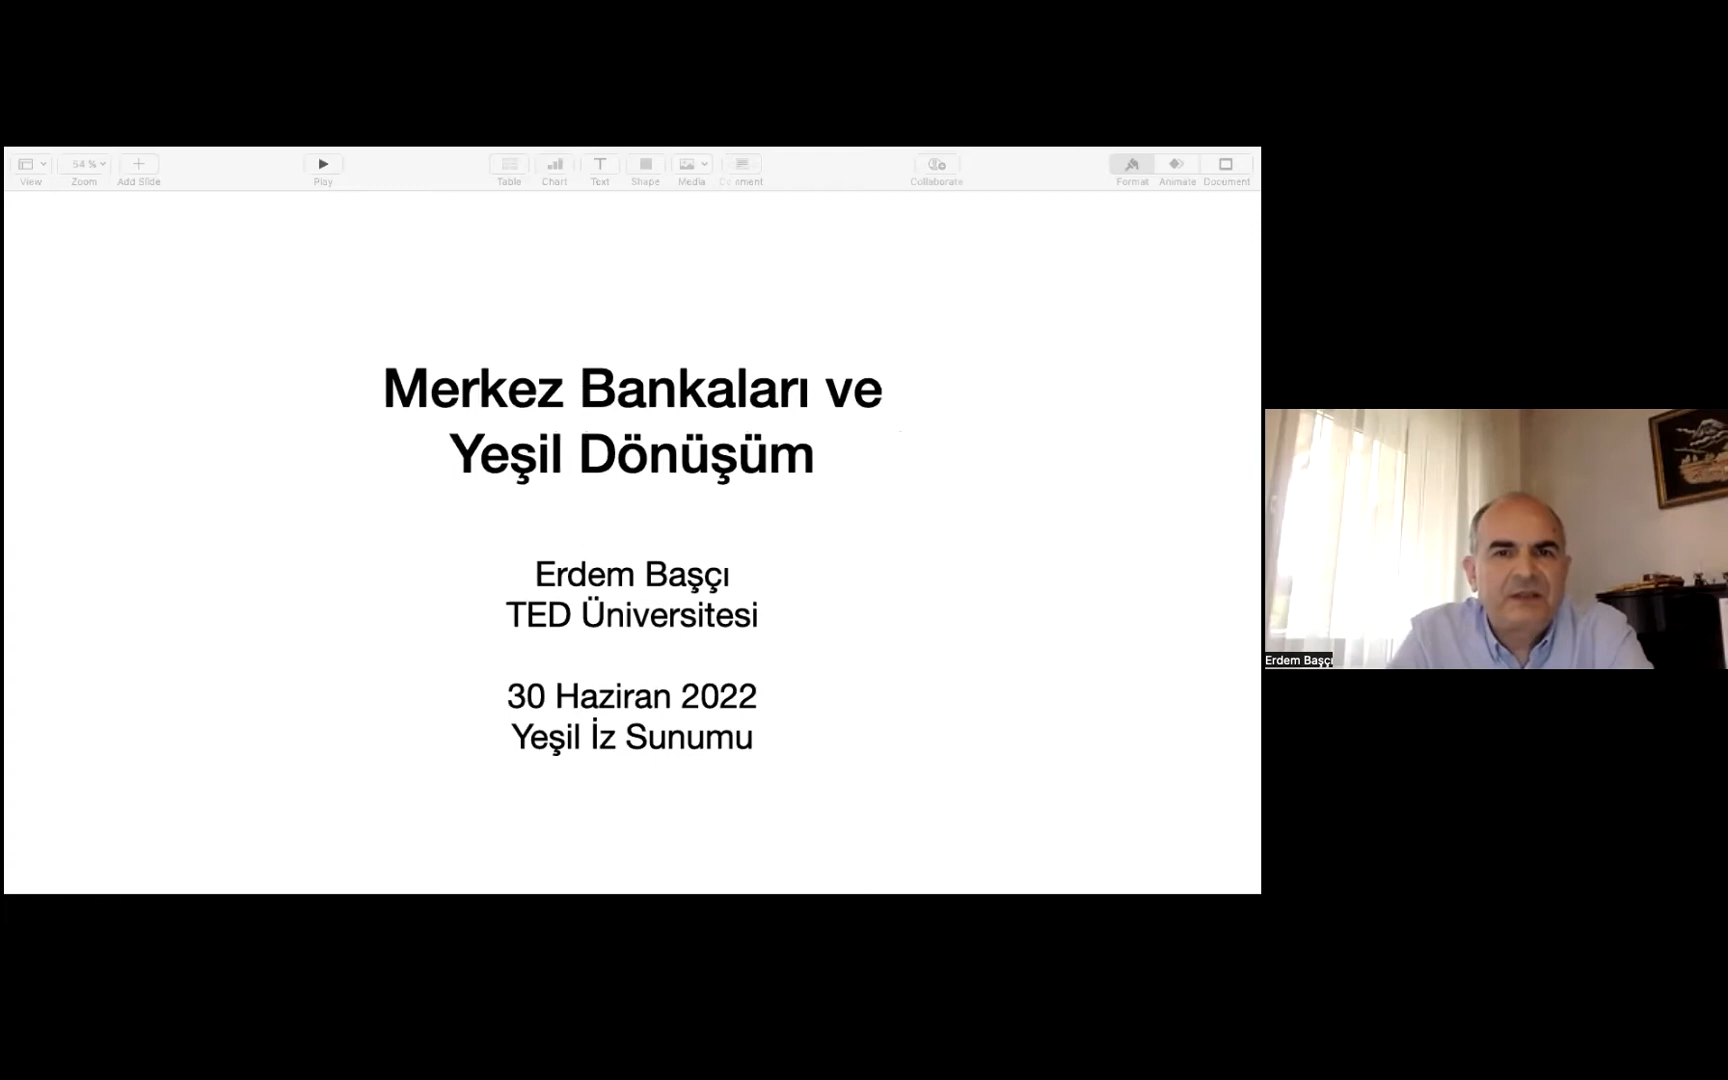 54 %
View
Zoom
Add Slide
Play
Table
Chart
Text
Shape
Media
Collaborate
Format
Animate
Document
Merkez Bankaları ve
Yeşil Dönüşüm
Erdem Başçı
TED Üniversitesi
30 Haziran 2022
Yeşil İz Sunumu
Erdem Başçı